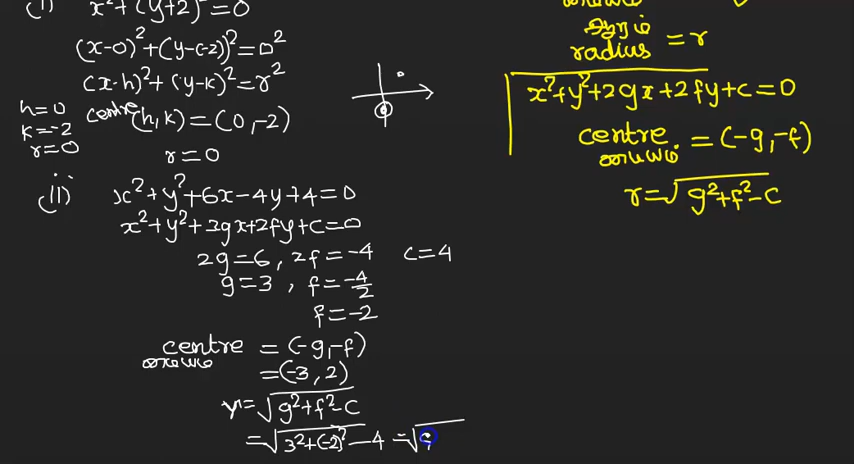 (i) x²+(y+2)²=0
(x-0)²+(y-(-2))²=0²
(x-h)²+(y-k)²=r²
h=0
k=-2
r=0
centre (h,k)=(0,-2)
r=0
(ii) x²+y²+6x-4y+4=0
x²+y²+2gx+2fy+c=0
2g=6, 2f=-4 c=4
g=3, f=-4/2
f=-2
centre =(-g,-f)
மையம்
=(-3,2)
r=√g²+f²-c
=√3²+(-2)²-4 =√
radius = r
x²+y²+2gx+2fy+c=0
centre =(-g,-f)
மையம்
r=√g²+f²-c